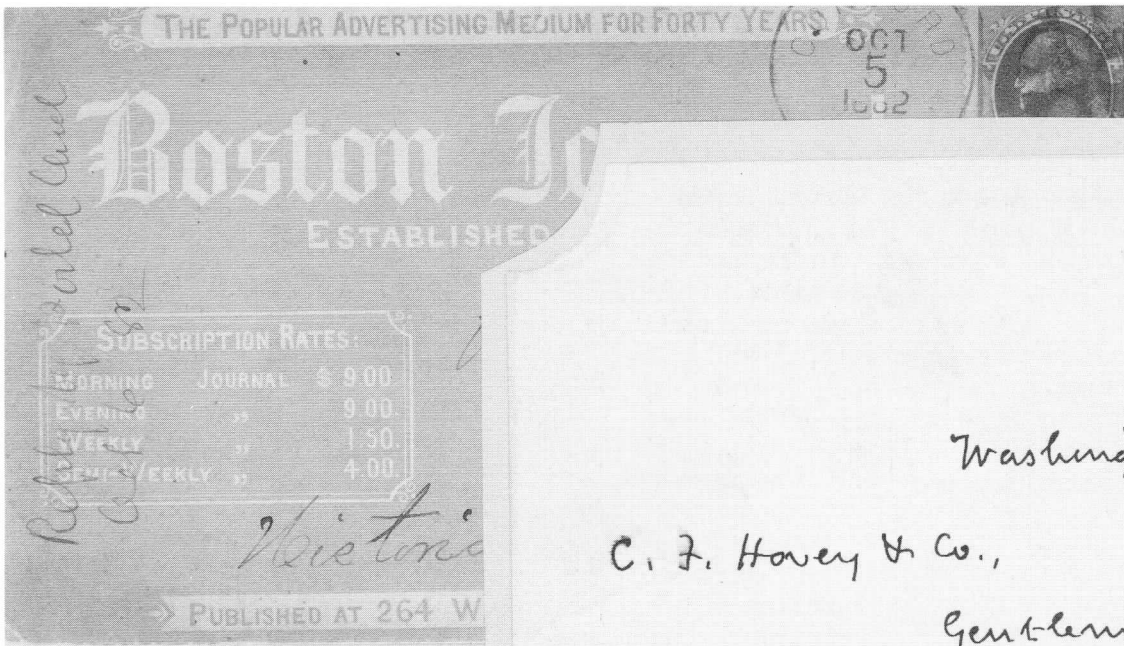 THE POPULAR ADVERTISING MEDIUM FOR FORTY YEARS
OCT
5
Boston Jo
ESTABLISHED
SUBSCRIPTION RATES:
MORNING JOURNAL $ 9.00
EVENING „ 9.00.
WEEKLY „ 1.50.
SEMI-WEEKLY „ 4.00.
PUBLISHED AT 264 W
Washing
C. F. Hovey & Co.,
Gentlem